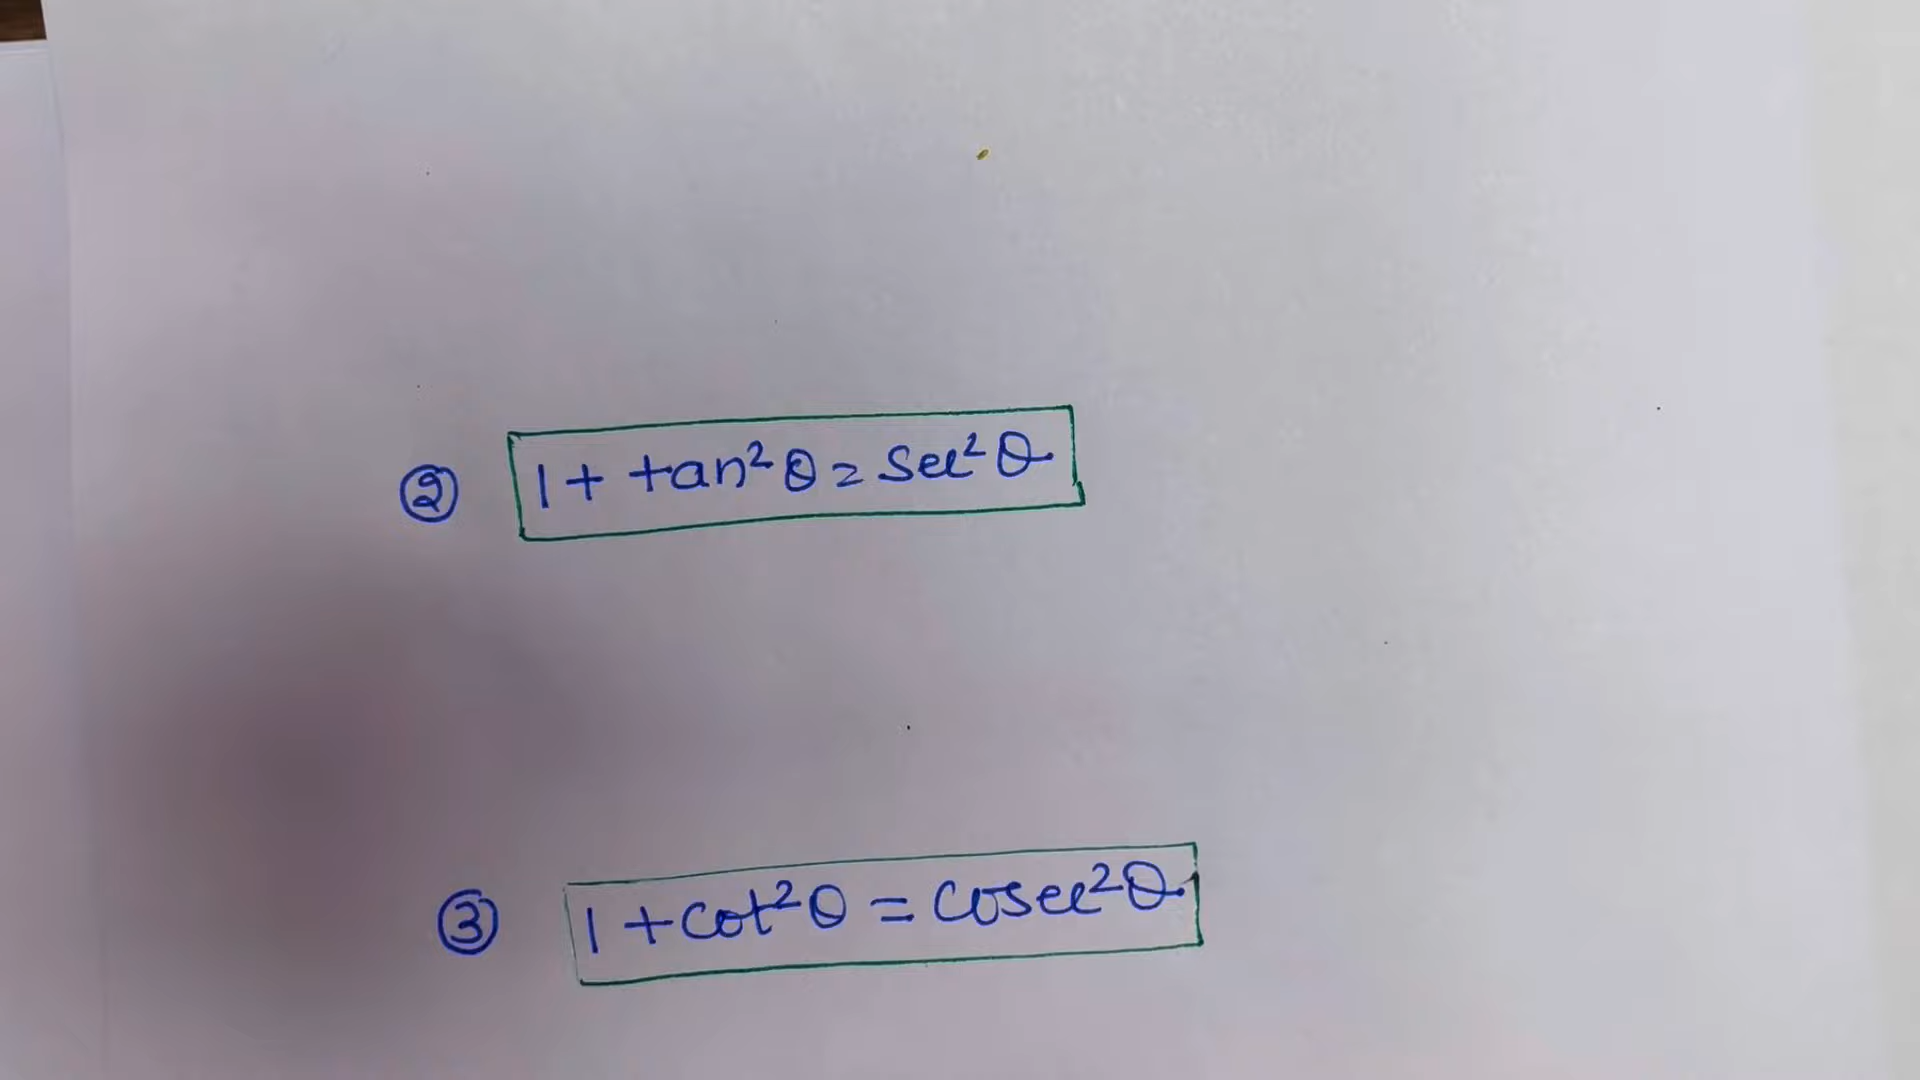 ② 1 + tan²θ = sec²θ
③ 1 + cot²θ = cosec²θ